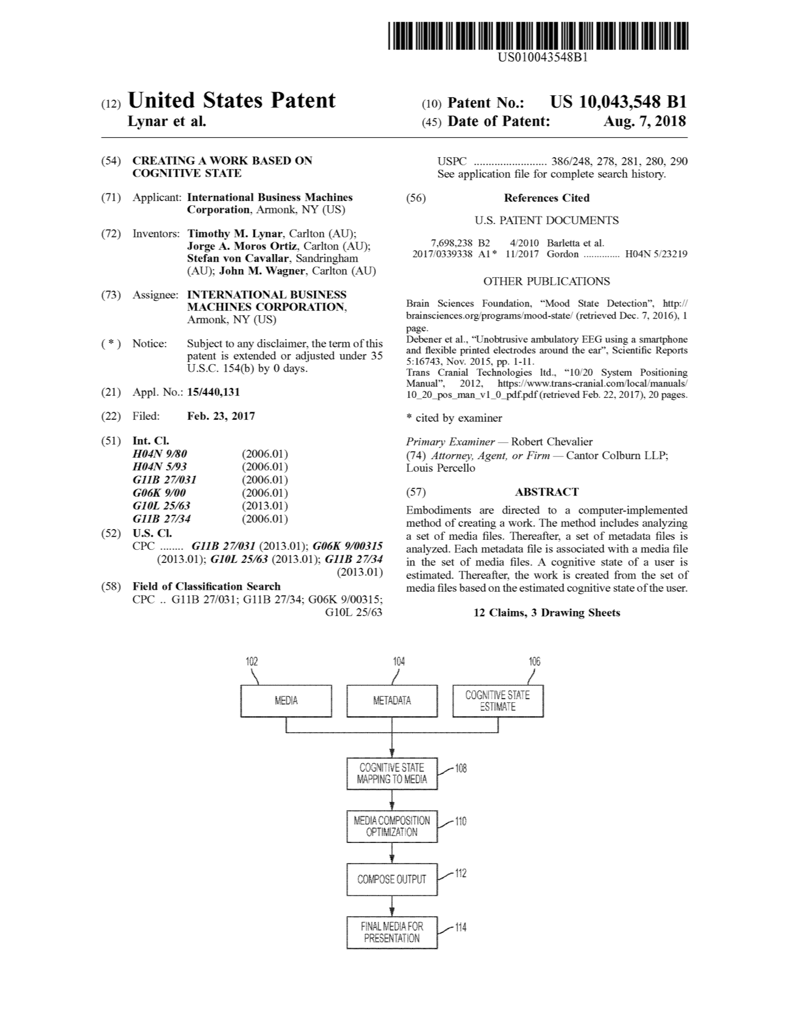 US010043548B1
(12) United States Patent
Lynar et al.
(10) Patent No.: US 10,043,548 B1
(45) Date of Patent: Aug. 7, 2018
(54) CREATING A WORK BASED ON
COGNITIVE STATE
(71) Applicant: International Business Machines
Corporation, Armonk, NY (US)
(72) Inventors: Timothy M. Lynar, Carlton (AU);
Jorge A. Moros Ortiz, Carlton (AU);
Stefan von Cavallar, Sandringham
(AU); John M. Wagner, Carlton (AU)
(73) Assignee: INTERNATIONAL BUSINESS
MACHINES CORPORATION,
Armonk, NY (US)
( * ) Notice: Subject to any disclaimer, the term of this
patent is extended or adjusted under 35
U.S.C. 154(b) by 0 days.
(21) Appl. No.: 15/440,131
(22) Filed: Feb. 23, 2017
(51) Int. Cl.
H04N 9/80 (2006.01)
H04N 5/93 (2006.01)
G11B 27/031 (2006.01)
G06K 9/00 (2006.01)
G10L 25/63 (2013.01)
G11B 27/34 (2006.01)
(52) U.S. Cl.
CPC ........ G11B 27/031 (2013.01); G06K 9/00315
(2013.01); G10L 25/63 (2013.01); G11B 27/34
(2013.01)
(58) Field of Classification Search
CPC .. G11B 27/031; G11B 27/34; G06K 9/00315;
G10L 25/63
USPC ......................... 386/248, 278, 281, 280, 290
See application file for complete search history.
(56) References Cited
U.S. PATENT DOCUMENTS
7,698,238 B2 4/2010 Barletta et al.
2017/0339338 A1* 11/2017 Gordon ............. H04N 5/23219
OTHER PUBLICATIONS
Brain Sciences Foundation, “Mood State Detection”, http://
brainsciences.org/programs/mood-state/ (retrieved Dec. 7, 2016), 1
page.
Debener et al., “Unobtrusive ambulatory EEG using a smartphone
and flexible printed electrodes around the ear”, Scientific Reports
5:16743, Nov. 2015, pp. 1-11.
Trans Cranial Technologies ltd., “10/20 System Positioning
Manual”, 2012, https://www.trans-cranial.com/local/manuals/
10_20_pos_man_v1_0_pdf.pdf (retrieved Feb. 22, 2017), 20 pages.
* cited by examiner
Primary Examiner — Robert Chevalier
(74) Attorney, Agent, or Firm — Cantor Colburn LLP;
Louis Percello
(57) ABSTRACT
Embodiments are directed to a computer-implemented
method of creating a work. The method includes analyzing
a set of media files. Thereafter, a set of metadata files is
analyzed. Each metadata file is associated with a media file
in the set of media files. A cognitive state of a user is
estimated. Thereafter, the work is created from the set of
media files based on the estimated cognitive state of the user.
12 Claims, 3 Drawing Sheets
102 104 106
MEDIA
METADATA
COGNITIVE STATE
ESTIMATE
COGNITIVE STATE
MAPPING TO MEDIA
108
MEDIA COMPOSITION
OPTIMIZATION
110
COMPOSE OUTPUT
112
FINAL MEDIA FOR
PRESENTATION
114